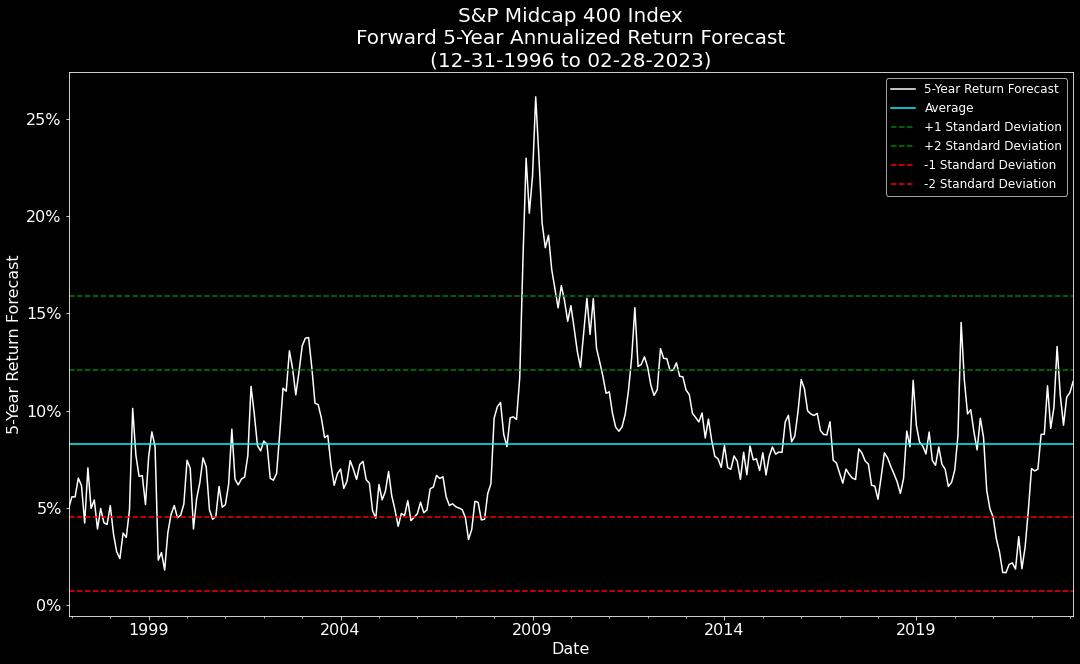 S&P Midcap 400 Index
Forward 5-Year Annualized Return Forecast
(12-31-1996 to 02-28-2023)
5-Year Return Forecast
Average
+1 Standard Deviation
+2 Standard Deviation
-1 Standard Deviation
-2 Standard Deviation
25%
20%
15%
10%
5%
0%
5-Year Return Forecast
1999
2004
2009
2014
2019
Date